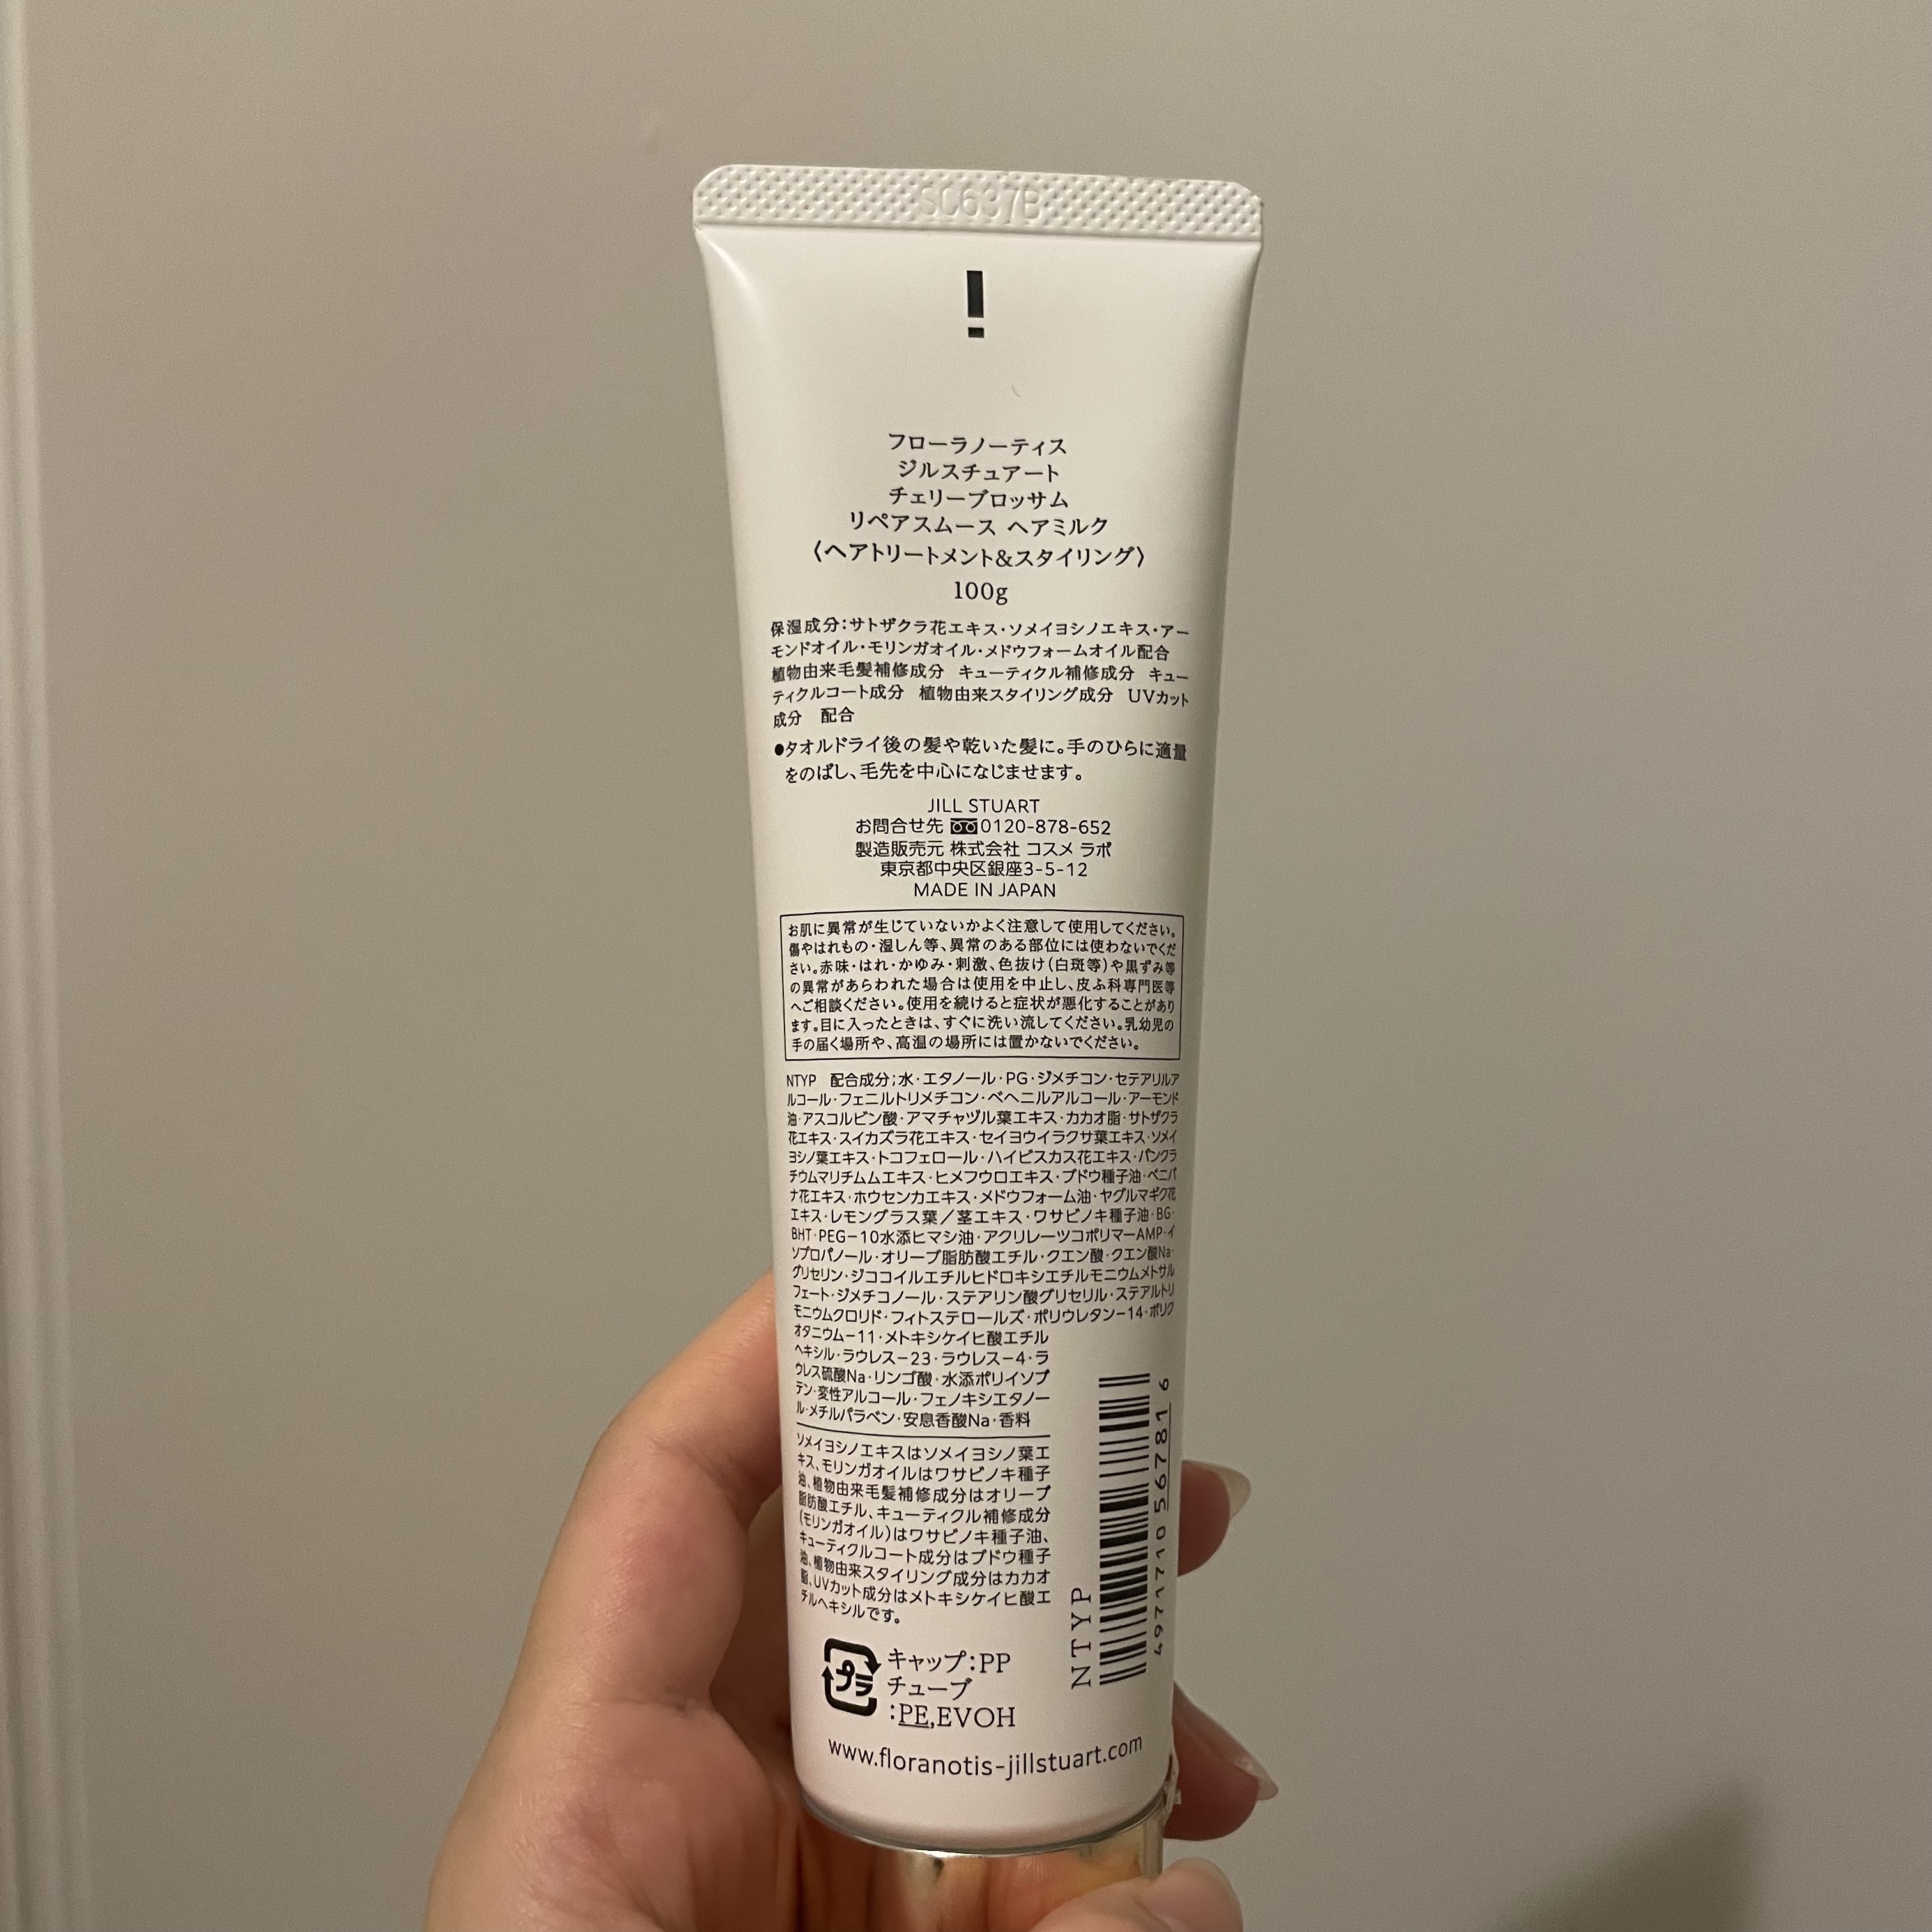 SC637B
フローラノーティス
ジルスチュアート
チェリーブロッサム
リペアスムース ヘアミルク
〈ヘアトリートメント&スタイリング〉
100g
保湿成分:サトザクラ花エキス・ソメイヨシノエキス・アー
モンドオイル・モリンガオイル・メドウフォームオイル配合
植物由来毛髪補修成分 キューティクル補修成分 キュー
ティクルコート成分 植物由来スタイリング成分 UVカット
成分 配合
●タオルドライ後の髪や乾いた髪に。手のひらに適量
をのばし、毛先を中心になじませます。
JILL STUART
お問合せ先 0120-878-652
製造販売元 株式会社 コスメ ラボ
東京都中央区銀座3-5-12
MADE IN JAPAN
お肌に異常が生じていないかよく注意して使用してください。
傷やはれもの・湿しん等、異常のある部位には使わないでくだ
さい。赤味・はれ・かゆみ・刺激、色抜け(白斑等)や黒ずみ等
の異常があらわれた場合は使用を中止し、皮ふ科専門医等
へご相談ください。使用を続けると症状が悪化することがあり
ます。目に入ったときは、すぐに洗い流してください。乳幼児の
手の届く場所や、高温の場所には置かないでください。
NTYP 配合成分;水・エタノール・PG・ジメチコン・セテアリルア
ルコール・フェニルトリメチコン・ベヘニルアルコール・アーモンド
油・アスコルビン酸・アマチャヅル葉エキス・カカオ脂・サトザクラ
花エキス・スイカズラ花エキス・セイヨウイラクサ葉エキス・ソメイ
ヨシノ葉エキス・トコフェロール・ハイビスカス花エキス・パンクラ
チウムマリチムムエキス・ヒメフウロエキス・ブドウ種子油・ベニバ
ナ花エキス・ホウセンカエキス・メドウフォーム油・ヤグルマギク花
エキス・レモングラス葉/茎エキス・ワサビノキ種子油・BG・
BHT・PEG-10水添ヒマシ油・アクリレーツコポリマーAMP・イ
ソプロパノール・オリーブ脂肪酸エチル・クエン酸・クエン酸Na・
グリセリン・ジココイルエチルヒドロキシエチルモニウムメトサル
フェート・ジメチコノール・ステアリン酸グリセリル・ステアルトリ
モニウムクロリド・フィトステロールズ・ポリウレタン-14・ポリク
オタニウム-11・メトキシケイヒ酸エチル
ヘキシル・ラウレス-23・ラウレス-4・ラ
ウレス硫酸Na・リンゴ酸・水添ポリイソブ
テン・変性アルコール・フェノキシエタノー
ル・メチルパラベン・安息香酸Na・香料
ソメイヨシノエキスはソメイヨシノ葉エ
キス、モリンガオイルはワサビノキ種子
油、植物由来毛髪補修成分はオリーブ
脂肪酸エチル、キューティクル補修成分
(モリンガオイル)はワサビノキ種子油、
キューティクルコート成分はブドウ種子
油、植物由来スタイリング成分はカカオ
脂、UVカット成分はメトキシケイヒ酸エ
チルヘキシルです。
NTYP
4971710 567816
プラ
キャップ:PP
チューブ
:PE,EVOH
www.floranotis-jillstuart.com